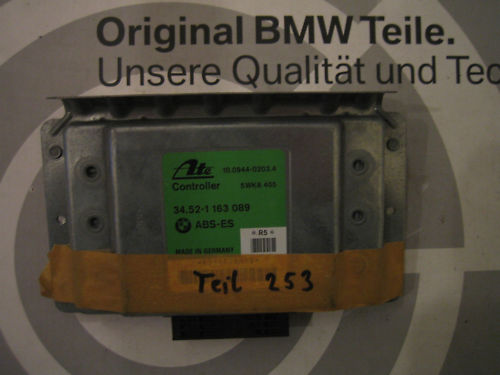 Original BMW Teile.
Unsere Qualität und Tec
Ate
10.0944-0203.4
Controller 5WK8 405
34.52-1 163 089
ABS-ES
* R5 *
MADE IN GERMANY
Teil 253